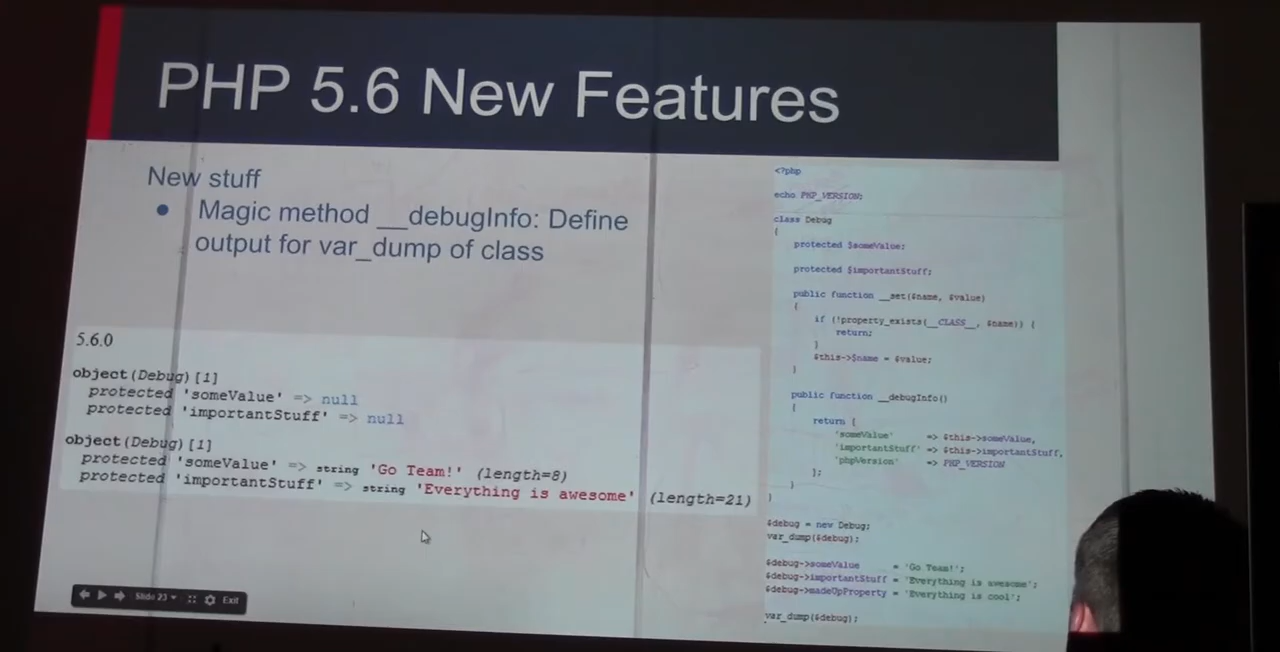 PHP 5.6 New Features
New stuff
● Magic method __debugInfo: Define
output for var_dump of class
5.6.0
object(Debug)[1]
protected 'someValue' => null
protected 'importantStuff' => null
object(Debug)[1]
protected 'someValue' => string 'Go Team!' (length=8)
protected 'importantStuff' => string 'Everything is awesome' (length=21)
Slide 23
Exit
<?php
echo PHP_VERSION;
class Debug
{
protected $someValue;
protected $importantStuff;
public function __set($name, $value)
{
if (!property_exists(__CLASS__, $name)) {
return;
}
$this->$name = $value;
}
public function __debugInfo()
{
return [
'someValue' => $this->someValue,
'importantStuff' => $this->importantStuff,
'phpVersion' => PHP_VERSION
];
}
}
$debug = new Debug;
var_dump($debug);
$debug->someValue = 'Go Team!';
$debug->importantStuff = 'Everything is awesome';
$debug->madeUpProperty = 'Everything is cool';
var_dump($debug);